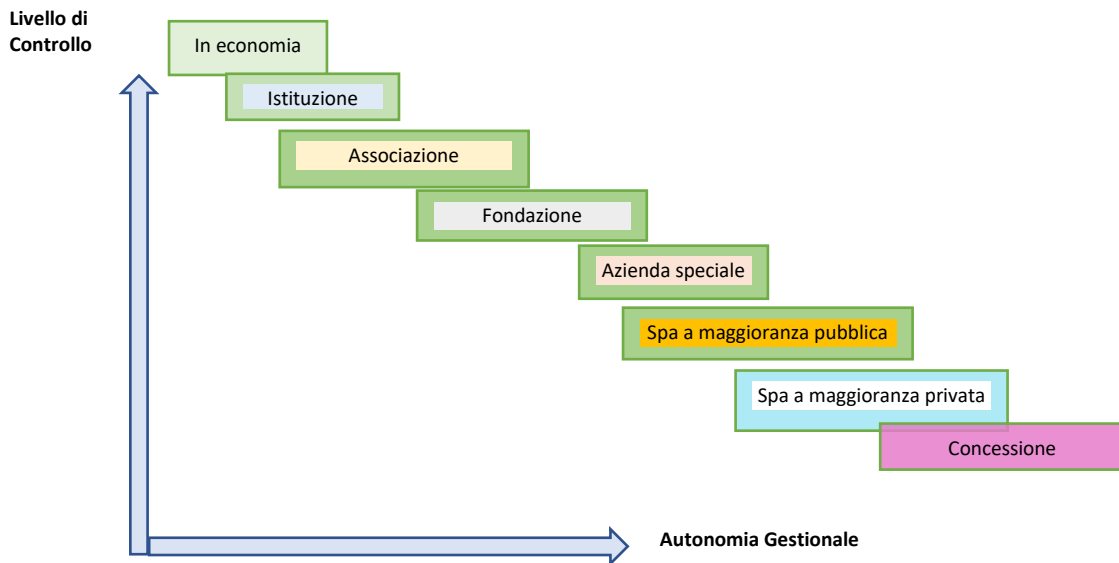 Livello di
Controllo
In economia
Istituzione
Associazione
Fondazione
Azienda speciale
Spa a maggioranza pubblica
Spa a maggioranza privata
Concessione
Autonomia Gestionale